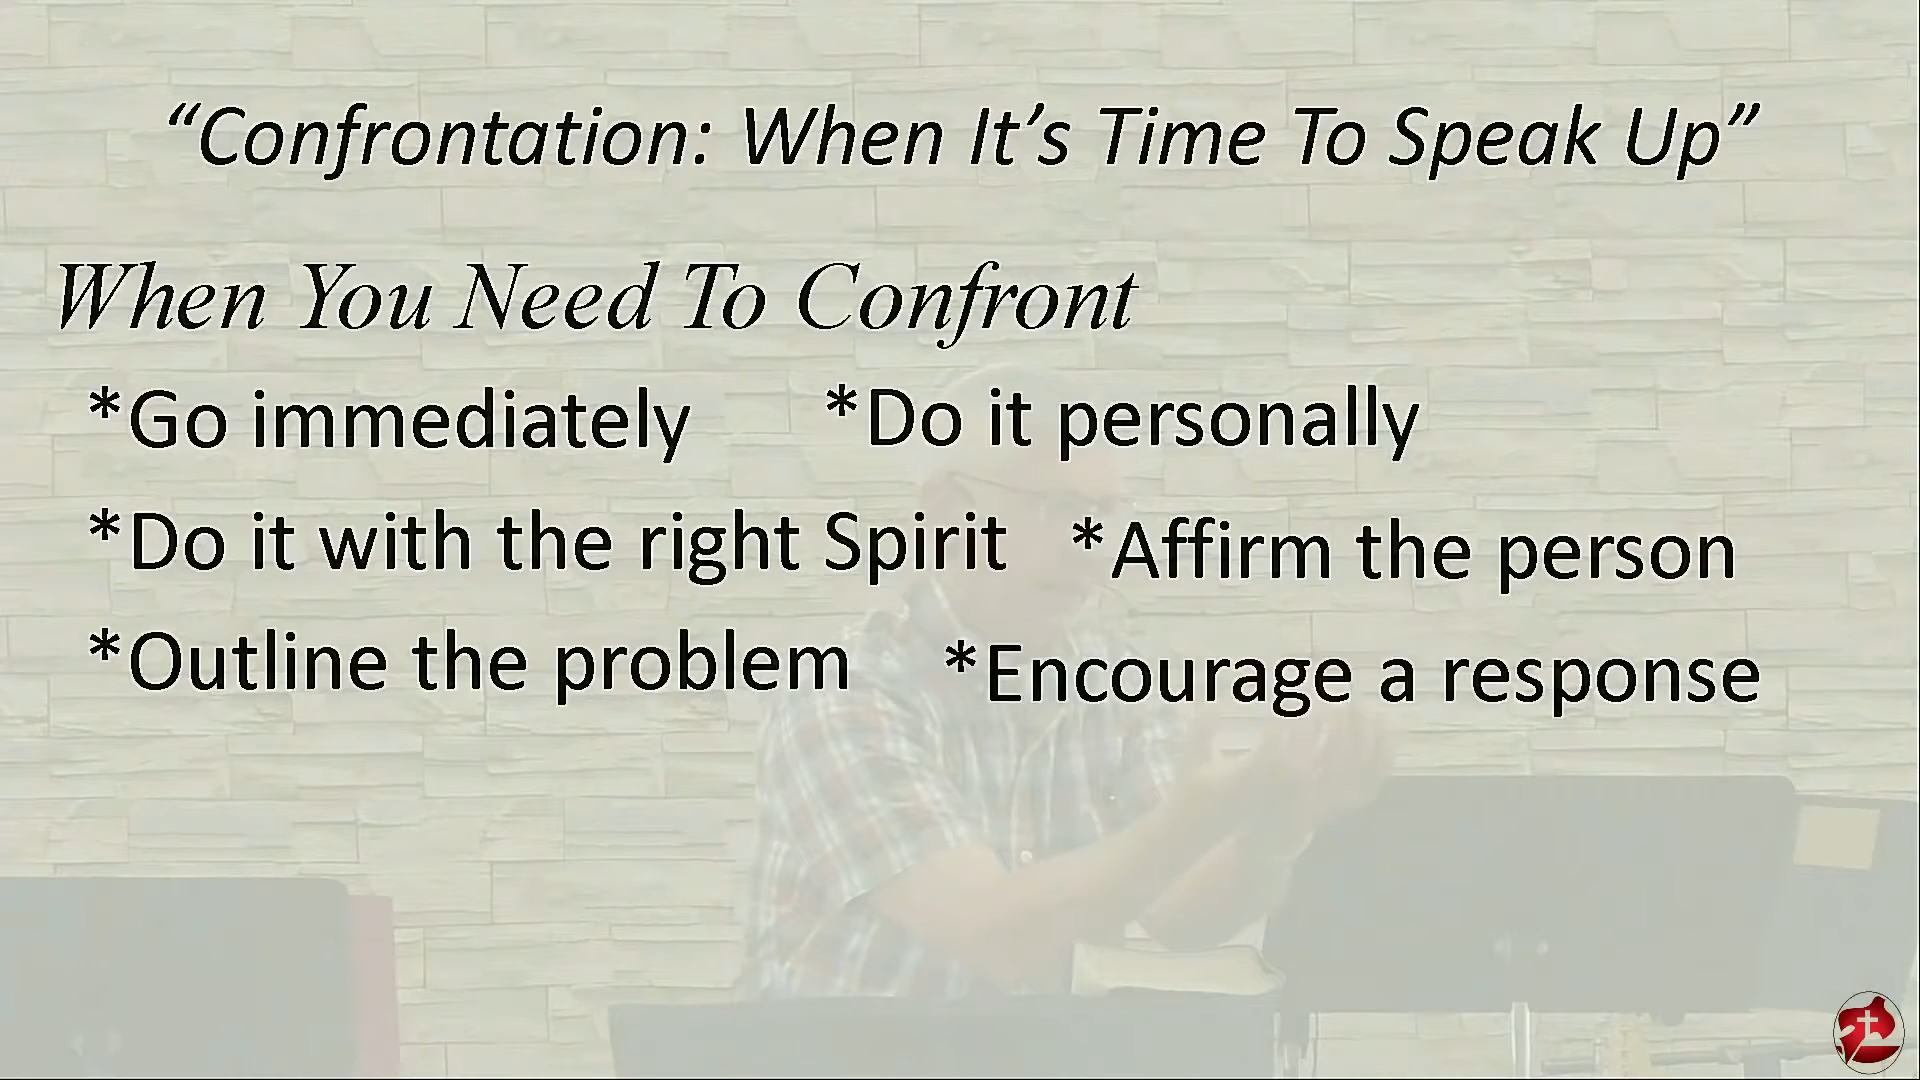 “Confrontation: When It’s Time To Speak Up”
When You Need To Confront
*Go immediately *Do it personally
*Do it with the right Spirit *Affirm the person
*Outline the problem *Encourage a response